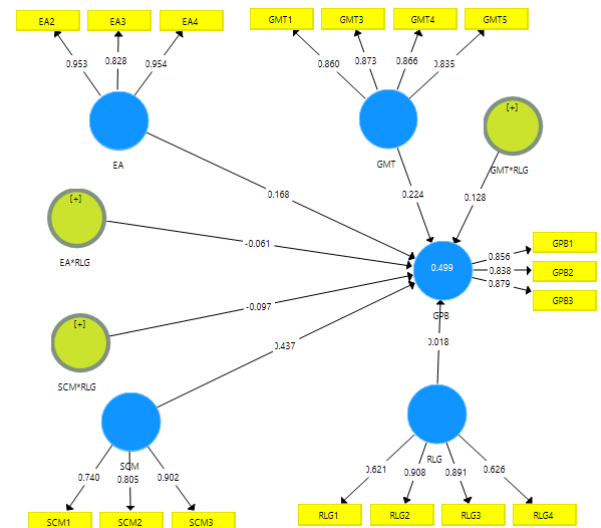 EA2 EA3 EA4 GMT1 GMT3 GMT4 GMT5
0.953 0.828 0.954 0.860 0.873 0.866 0.835
[+]
EA GMT GMT*RLG
0.168 0.224 0.128
[+]
EA*RLG -0.061
0.499 GPB
0.856 GPB1
0.838 GPB2
0.879 GPB3
-0.097
[+]
0.437 0.018
SCM*RLG
SCM RLG
0.740 0.805 0.902 0.621 0.908 0.891 0.626
SCM1 SCM2 SCM3 RLG1 RLG2 RLG3 RLG4